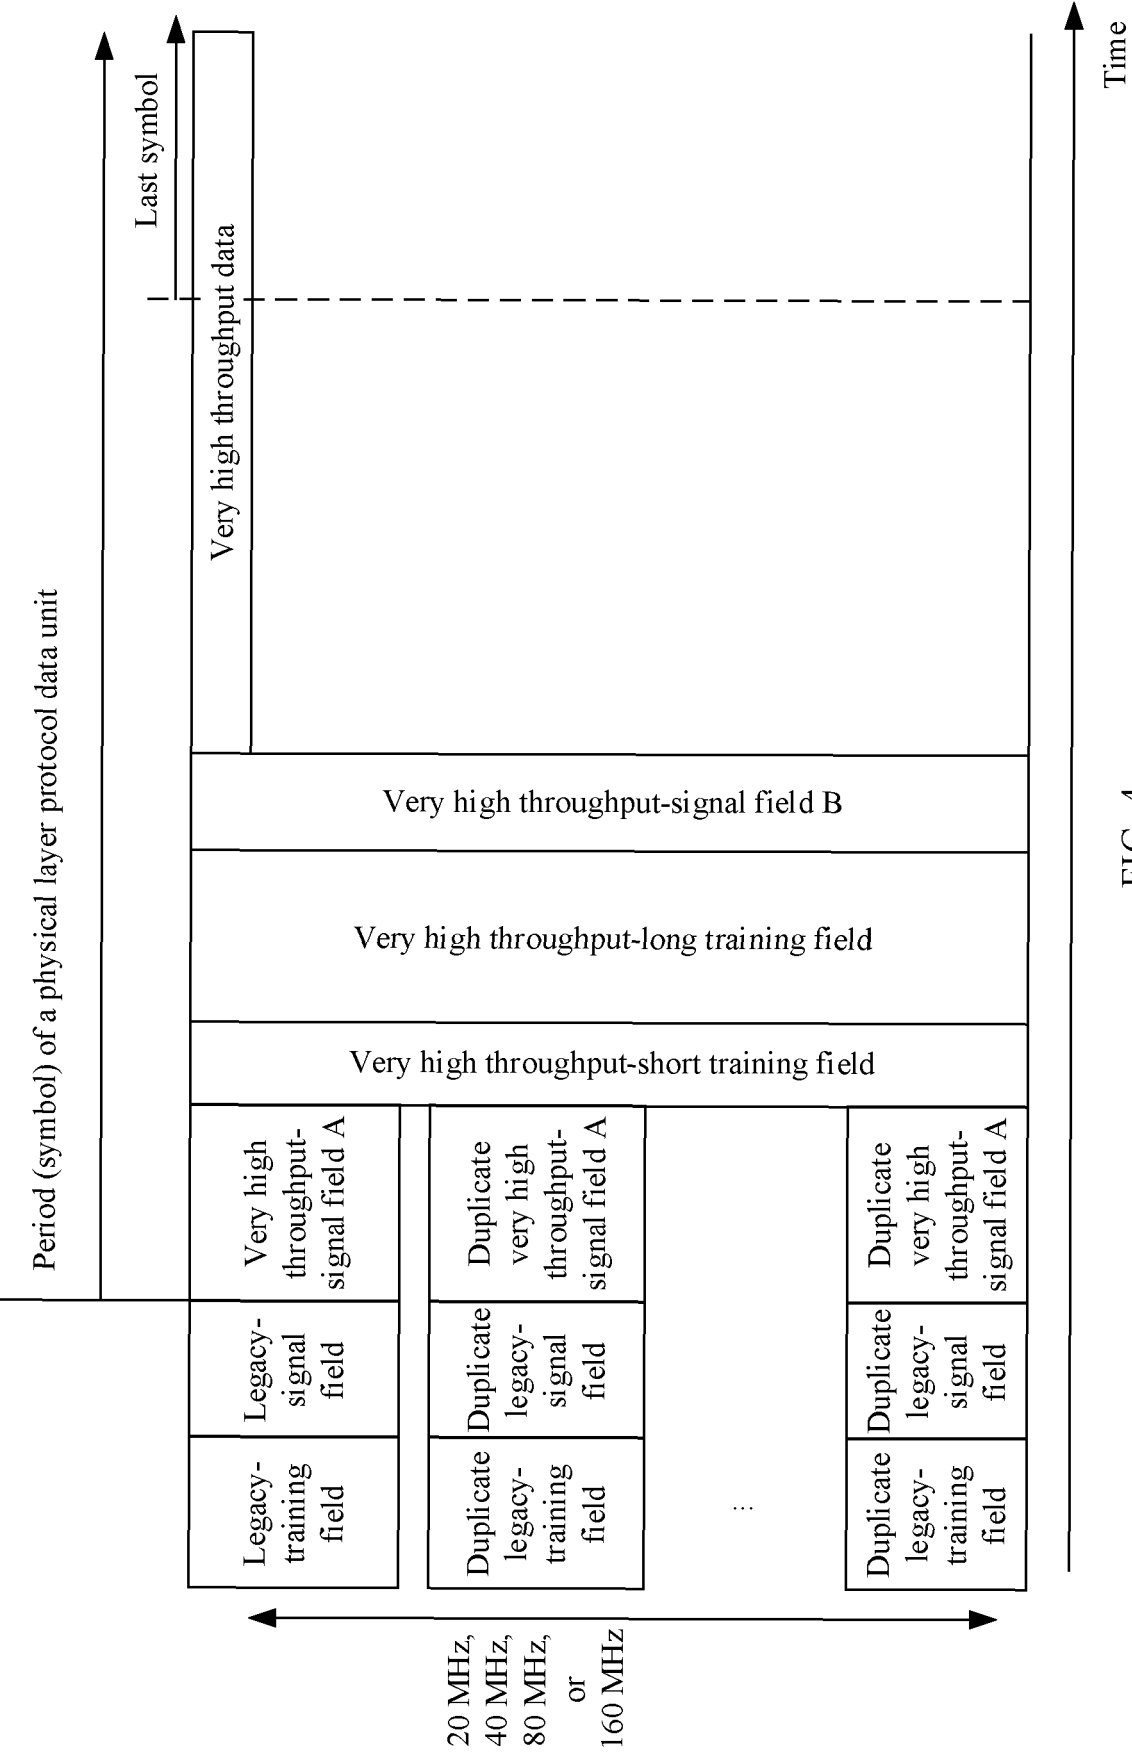 Period (symbol) of a physical layer protocol data unit
Last symbol
Legacy-
training
field
Legacy-
signal
field
Very high
throughput-
signal field A
Duplicate
legacy-
training
field
Duplicate
legacy-
signal
field
Duplicate
very high
throughput-
signal field A
...
Duplicate
legacy-
training
field
Duplicate
legacy-
signal
field
Duplicate
very high
throughput-
signal field A
Very high throughput-short training field
Very high throughput-long training field
Very high throughput-signal field B
Very high throughput data
20 MHz,
40 MHz,
80 MHz,
or
160 MHz
Time
FIG. 4